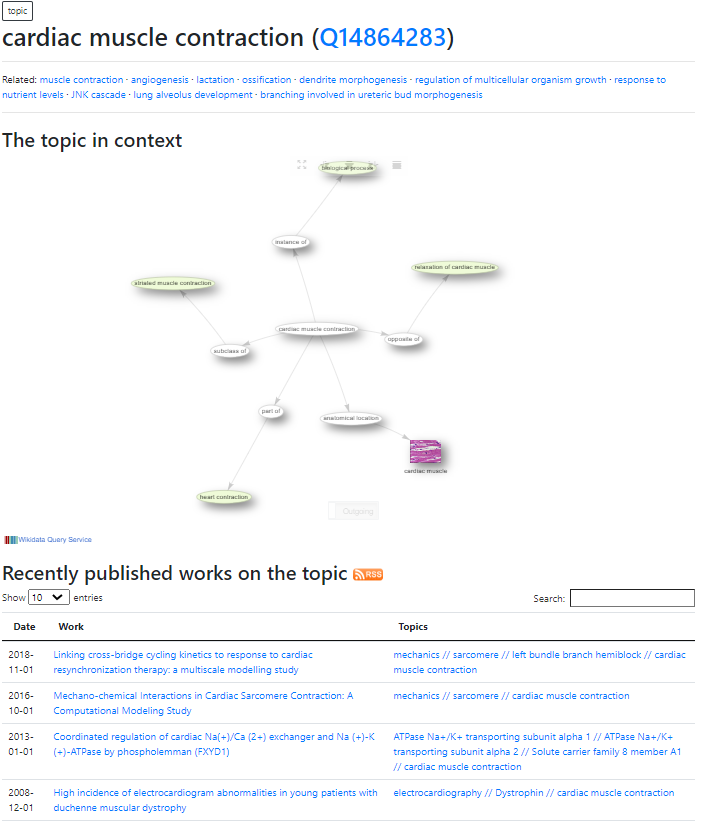 topic
cardiac muscle contraction (Q14864283)
Related: muscle contraction · angiogenesis · lactation · ossification · dendrite morphogenesis · regulation of multicellular organism growth · response to
nutrient levels · JNK cascade · lung alveolus development · branching involved in ureteric bud morphogenesis
The topic in context
biological process
instance of
relaxation of cardiac muscle
striated muscle contraction
cardiac muscle contraction
opposite of
subclass of
part of
anatomical location
cardiac muscle
heart contraction
Outgoing
Wikidata Query Service
Recently published works on the topic RSS
Show 10 entries Search:
Date Work Topics
2018-
11-01
Linking cross-bridge cycling kinetics to response to cardiac
resynchronization therapy: a multiscale modelling study
mechanics // sarcomere // left bundle branch hemiblock // cardiac
muscle contraction
2016-
10-01
Mechano-chemical Interactions in Cardiac Sarcomere Contraction: A
Computational Modeling Study
mechanics // sarcomere // cardiac muscle contraction
2013-
01-01
Coordinated regulation of cardiac Na(+)/Ca (2+) exchanger and Na (+)-K
(+)-ATPase by phospholemman (FXYD1)
ATPase Na+/K+ transporting subunit alpha 1 // ATPase Na+/K+
transporting subunit alpha 2 // Solute carrier family 8 member A1
// cardiac muscle contraction
2008-
12-01
High incidence of electrocardiogram abnormalities in young patients with
duchenne muscular dystrophy
electrocardiography // Dystrophin // cardiac muscle contraction